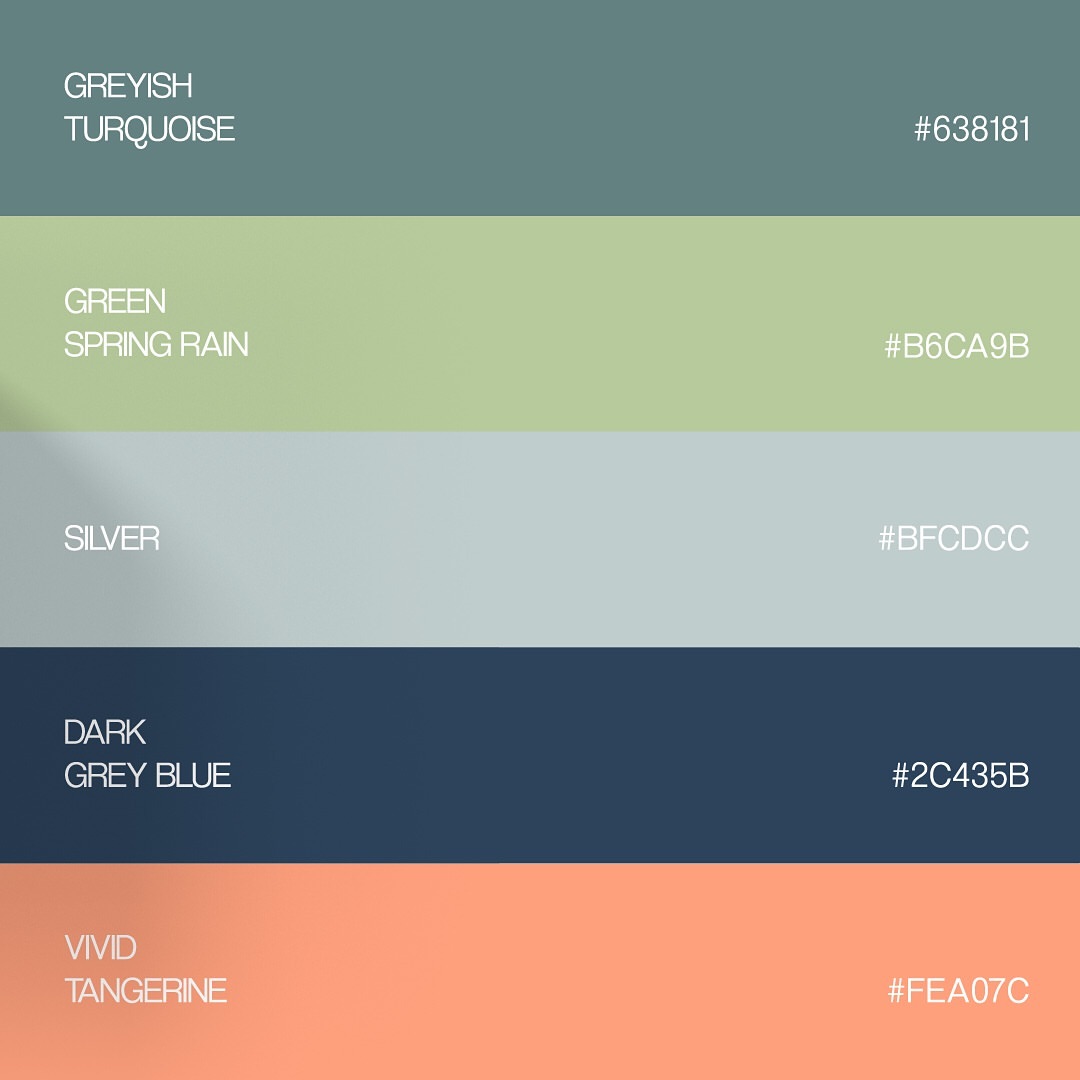 GREYISH
TURQUOISE
#638181
GREEN
SPRING RAIN
#B6CA9B
SILVER
#BFCDCC
DARK
GREY BLUE
#2C435B
VIVID
TANGERINE
#FEA07C